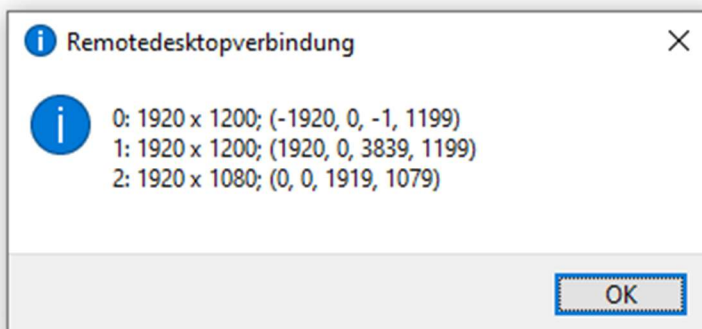 Remotedesktopverbindung
0: 1920 x 1200; (-1920, 0, -1, 1199)
1: 1920 x 1200; (1920, 0, 3839, 1199)
2: 1920 x 1080; (0, 0, 1919, 1079)
OK